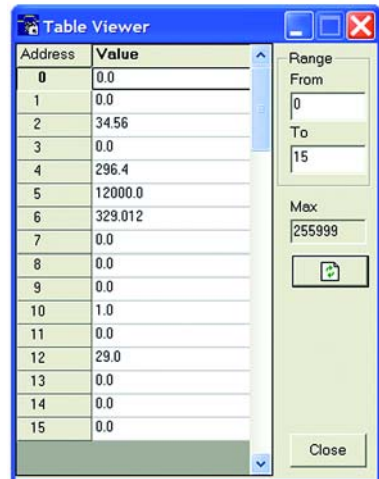 Table Viewer
Address Value
0 0.0
1 0.0
2 34.56
3 0.0
4 296.4
5 12000.0
6 329.012
7 0.0
8 0.0
9 0.0
10 1.0
11 0.0
12 29.0
13 0.0
14 0.0
15 0.0
Range
From
0
To
15
Max
255999
Close